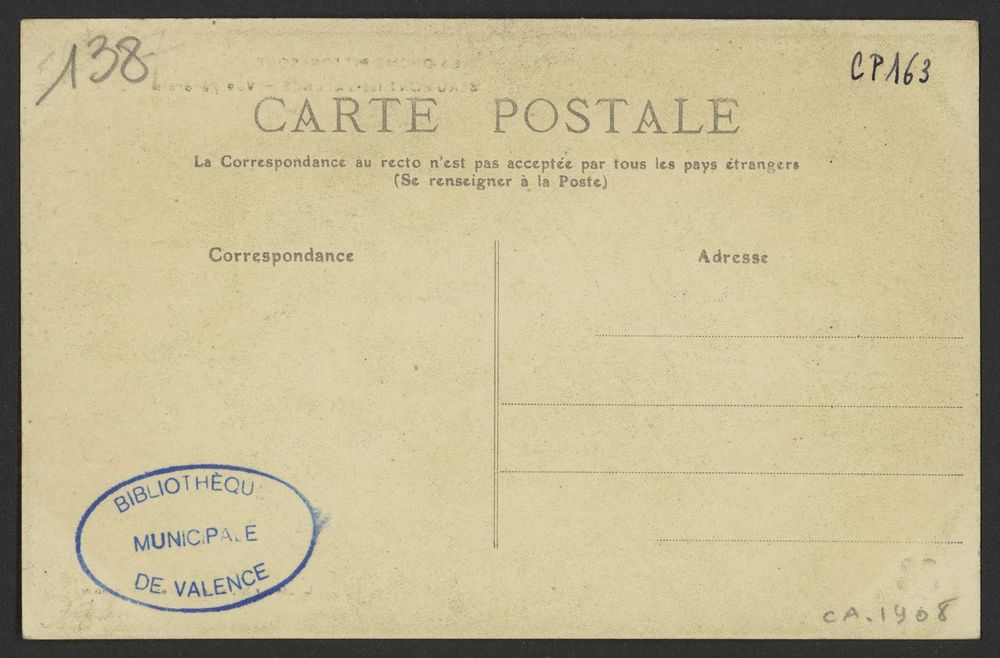 138
CP163
CARTE POSTALE
La Correspondance au recto n'est pas acceptée par tous les pays étrangers
(Se renseigner à la Poste)
Correspondance
Adresse
BIBLIOTHÈQU
MUNICIPALE
DE VALENCE
CA.1908